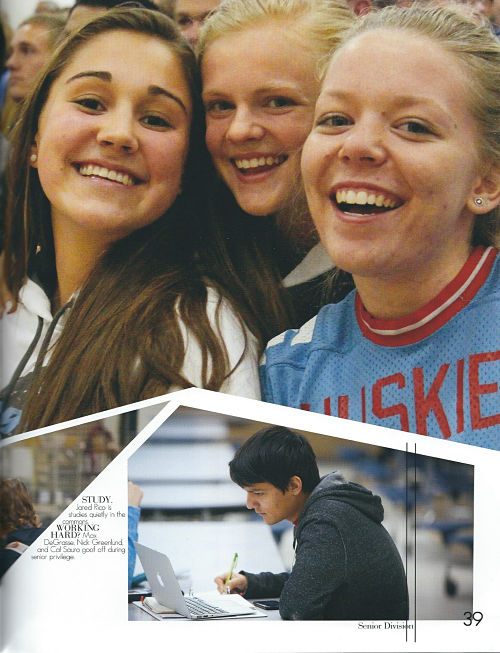 HUSKIE
STUDY.
Jared Rico is
studies quietly in the
commons.
WORKING
HARD? Max
DeGrasse, Nick Greenlund,
and Cal Sauro goof off during
senior privilege.
Senior Division
39